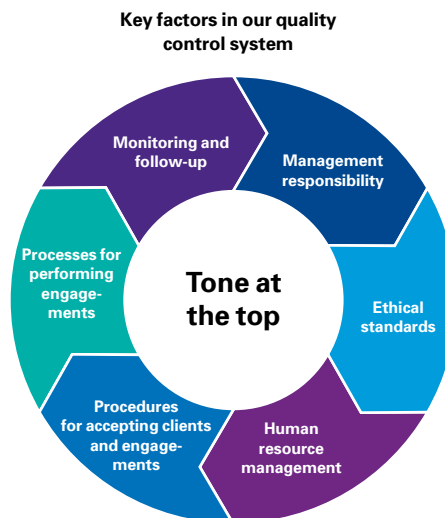 Key factors in our quality
control system
Monitoring and
follow-up
Management
responsibility
Processes for
performing
engage-
ments
Tone at
the top
Ethical
standards
Procedures
for accepting clients
and engage-
ments
Human
resource
management